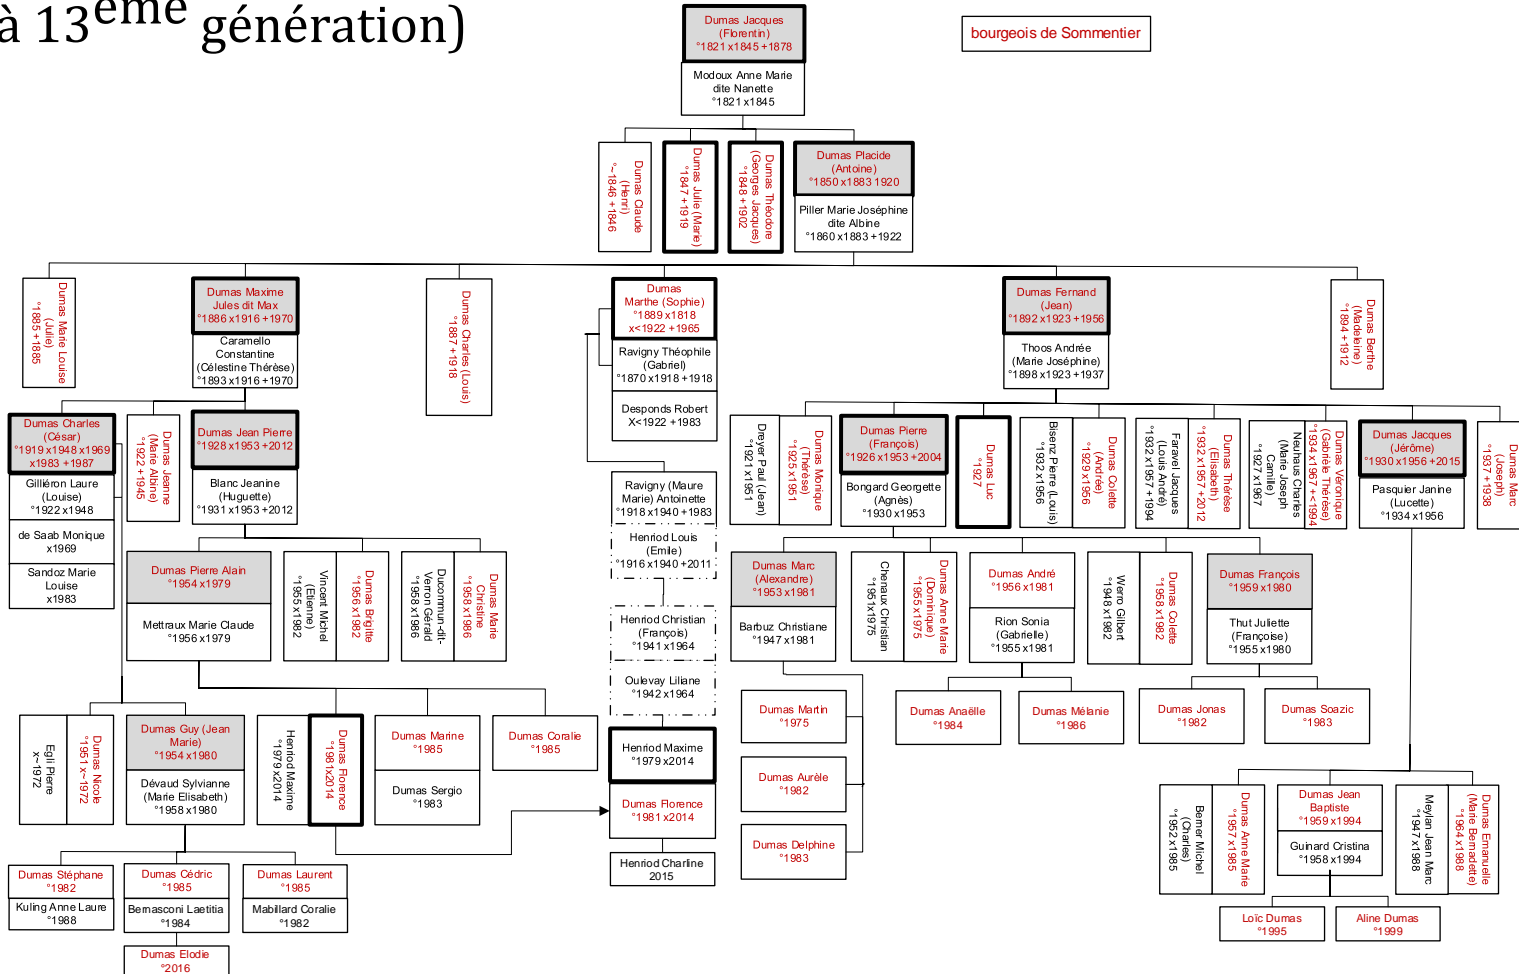 à 13ème génération)
bourgeois de Sommentier
Dumas Jacques
(Florentin)
°1821 x1845 +1878
Modoux Anne Marie
dite Nanette
°1821 x1845
Dumas Claude
(Henri)
°~1846 +1846
Dumas Julie (Marie)
°1847 +1919
Dumas Théodore
(Georges Jacques)
°1848 +1902
Dumas Placide
(Antoine)
°1850 x1883 1920
Piller Marie Joséphine
dite Albine
°1860 x1883 +1922
Dumas Marie Louise
(Julie)
°1885 +1885
Dumas Maxime
Jules dit Max
°1886 x1916 +1970
Caramello
Constantine
(Célestine Thérèse)
°1893 x1916 +1970
Dumas Charles (Louis)
°1887 +1918
Dumas
Marthe (Sophie)
°1889 x1818
x<1922 +1965
Ravigny Théophile
(Gabriel)
°1870 x1918 +1918
Desponds Robert
X<1922 +1983
Dumas Fernand
(Jean)
°1892 x1923 +1956
Thoos Andrée
(Marie Joséphine)
°1898 x1923 +1937
Dumas Berthe
(Madeleine)
°1894 +1912
Dumas Charles
(César)
°1919 x1948 x1969
x1983 +1987
Gilliéron Laure
(Louise)
°1922 x1948
de Saab Monique
x1969
Sandoz Marie
Louise
x1983
Dumas Jeanne
(Marie Albine)
°1922 +1945
Dumas Jean Pierre
°1928 x1953 +2012
Blanc Jeanine
(Huguette)
°1931 x1953 +2012
Ravigny (Maure
Marie) Antoinette
°1918 x1940 +1983
Henriod Louis
(Emile)
°1916 x1940 +2011
Dreyer Paul (Jean)
°1921 x1951
Dumas Monique
(Thérèse)
°1925 x1951
Dumas Pierre
(François)
°1926 x1953 +2004
Bongard Georgette
(Agnès)
°1930 x1953
Dumas Luc
°1927
Bisenz Pierre (Louis)
°1932 x1956
Dumas Colette
(Andrée)
°1929 x1956
Faravel Jacques
(Louis André)
°1932 x1957 +1994
Dumas Thérèse
(Elisabeth)
°1932 x1957 +2012
Neuhaus Charles
(Marie Joseph
Camille)
°1927 x1967
Dumas Véronique
(Gabrièle Thérèse)
°1934 x1967 +<1994
Dumas Jacques
(Jérôme)
°1930 x1956 +2015
Pasquier Janine
(Lucette)
°1934 x1956
Dumas Marc
(Joseph)
°1937 +1938
Dumas Pierre Alain
°1954 x1979
Mettraux Marie Claude
°1956 x1979
Vincent Michel
(Etienne)
°1955 x1982
Dumas Brigitte
°1956 x1982
Ducommun-dit-
Verron Gérald
°1958 x1986
Dumas Marie
Christine
°1958 x1986
Henriod Christian
(François)
°1941 x1964
Oulevay Liliane
°1942 x1964
Dumas Marc
(Alexandre)
°1953 x1981
Barbuz Christiane
°1947 x1981
Chenaux Christian
°1951x1975
Dumas Anne Marie
(Dominique)
°1955 x1975
Dumas André
°1956 x1981
Rion Sonia
(Gabrielle)
°1955 x1981
Werro Gilbert
°1948 x1982
Dumas Colette
°1958 x1982
Dumas François
°1959 x1980
Thut Juliette
(Françoise)
°1955 x1980
Egli Pierre
x~1972
Dumas Nicole
°1951 x~1972
Dumas Guy (Jean
Marie)
°1954 x1980
Dévaud Sylvianne
(Marie Elisabeth)
°1958 x1980
Henriod Maxime
°1979 x2014
Dumas Florence
°1981x2014
Dumas Marine
°1985
Dumas Sergio
°1983
Dumas Coralie
°1985
Henriod Maxime
°1979 x2014
Dumas Florence
°1981 x2014
Henriod Charline
2015
Dumas Martin
°1975
Dumas Aurèle
°1982
Dumas Delphine
°1983
Dumas Anaëlle
°1984
Dumas Mélanie
°1986
Dumas Jonas
°1982
Dumas Soazic
°1983
Berner Michel
(Charles)
°1952 x1985
Dumas Anne Marie
°1957 x1985
Dumas Jean
Baptiste
°1959 x1994
Guinard Cristina
°1958 x1994
Meylan Jean Marc
°1947 x1988
Dumas Emanuelle
(Marie Bernadette)
°1964 x1988
Dumas Stéphane
°1982
Kuling Anne Laure
°1988
Dumas Cédric
°1985
Bernasconi Laetitia
°1984
Dumas Laurent
°1985
Mabillard Coralie
°1982
Dumas Elodie
°2016
Loïc Dumas
°1995
Aline Dumas
°1999